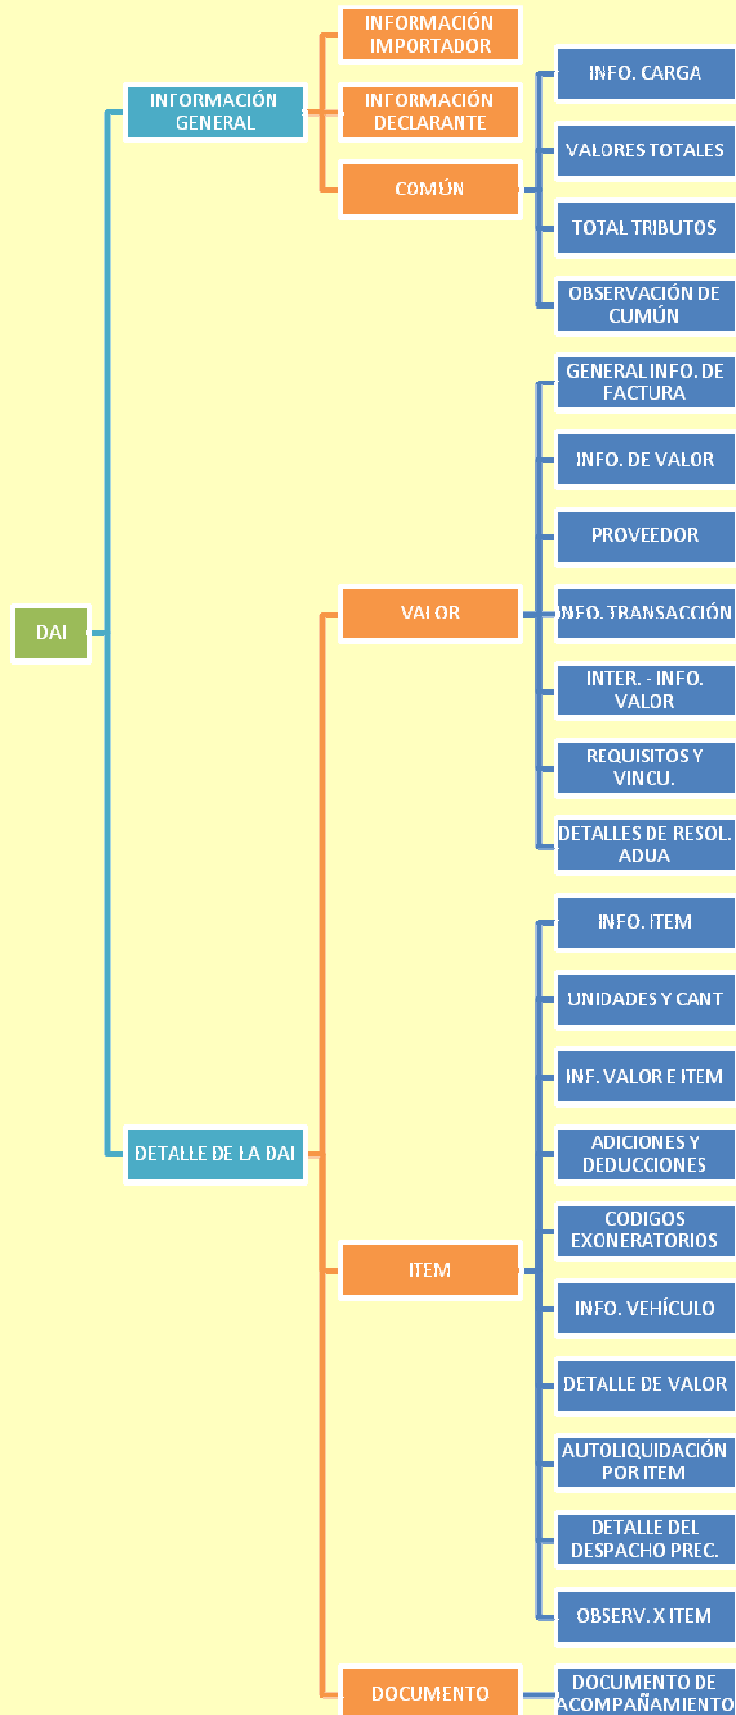 DAI
INFORMACIÓN
GENERAL
INFORMACIÓN
IMPORTADOR
INFORMACIÓN
DECLARANTE
COMÚN
INFO. CARGA
VALORES TOTALES
TOTAL TRIBUTOS
OBSERVACIÓN DE
CUMÚN
DETALLE DE LA DAI
VALOR
GENERAL INFO. DE
FACTURA
INFO. DE VALOR
PROVEEDOR
INFO. TRANSACCIÓN
INTER. - INFO.
VALOR
REQUISITOS Y
VINCU.
DETALLES DE RESOL.
ADUA
ITEM
INFO. ITEM
UNIDADES Y CANT
INF. VALOR E ITEM
ADICIONES Y
DEDUCCIONES
CODIGOS
EXONERATORIOS
INFO. VEHÍCULO
DETALLE DE VALOR
AUTOLIQUIDACIÓN
POR ITEM
DETALLE DEL
DESPACHO PREC.
OBSERV. X ITEM
DOCUMENTO
DOCUMENTO DE
ACOMPAÑAMIENTO